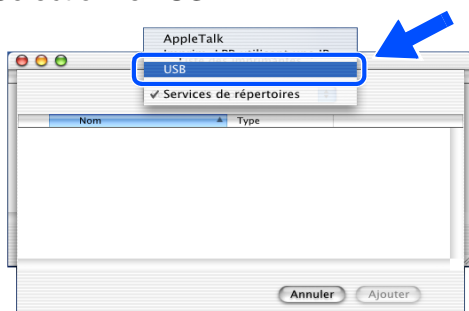 AppleTalk
USB
✓ Services de répertoires
Nom Type
Annuler Ajouter